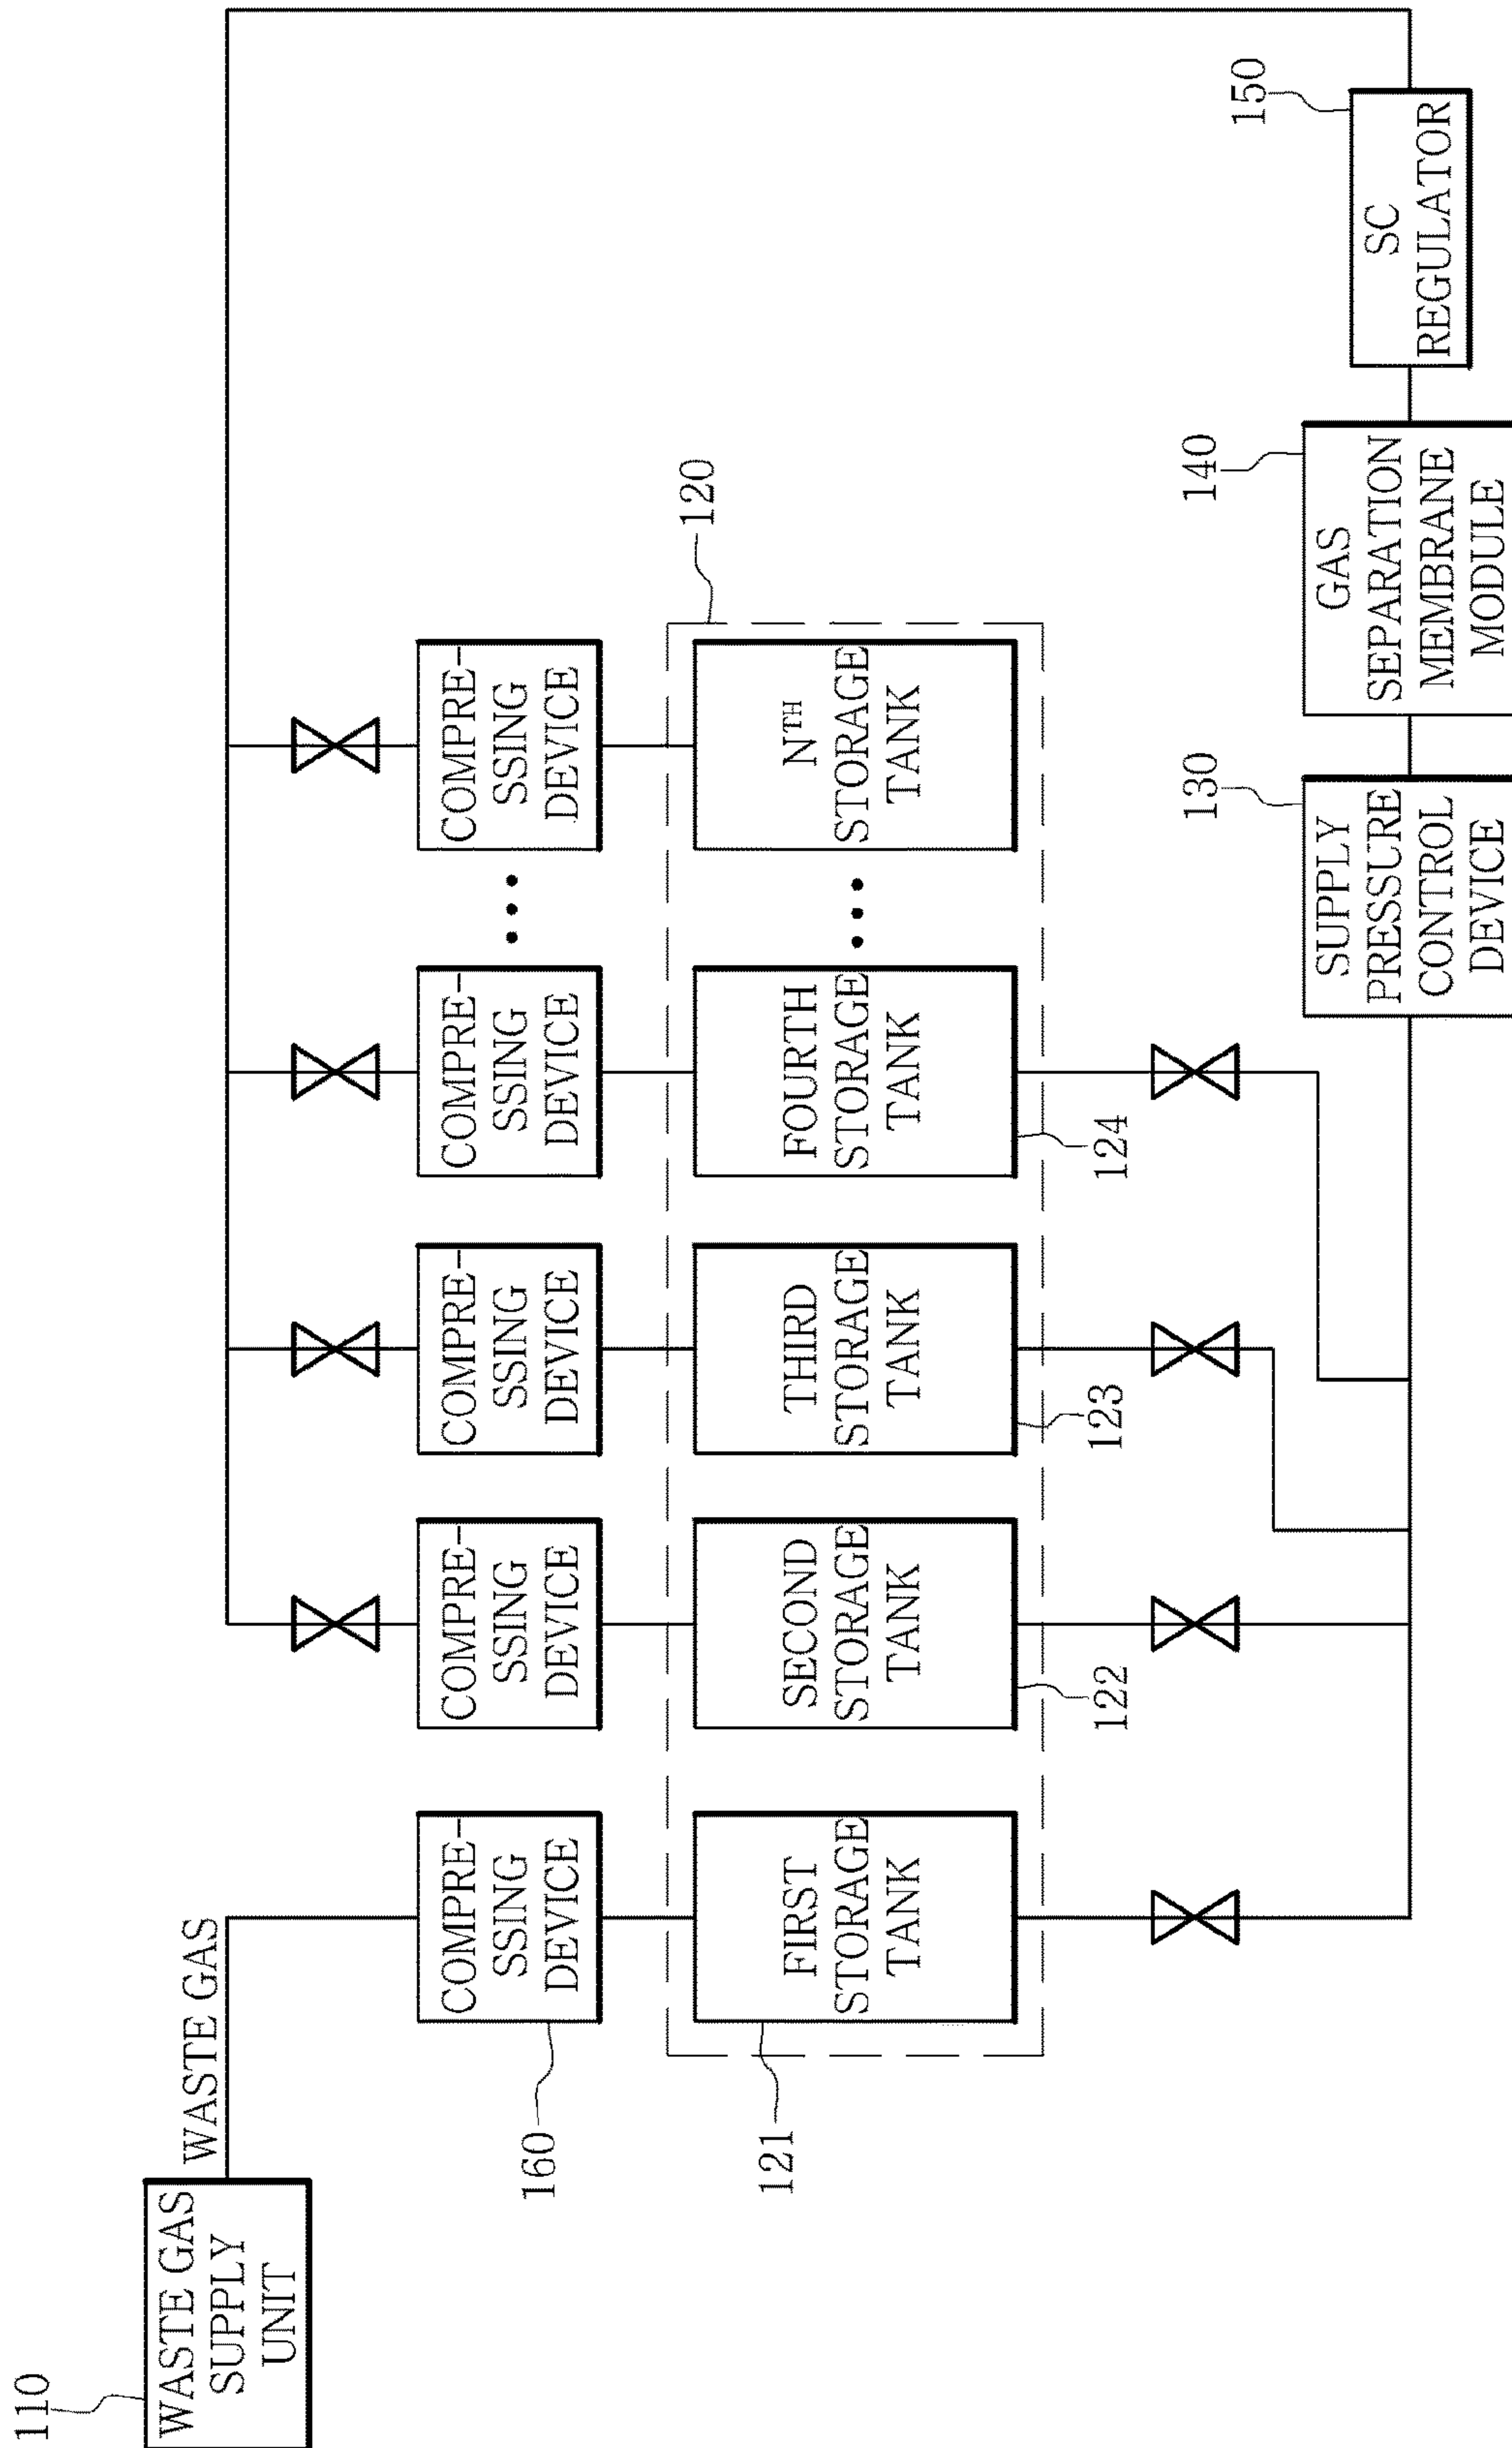 110
WASTE GAS
SUPPLY
UNIT
WASTE GAS
160
COMPRE-
SSING
DEVICE
COMPRE-
SSING
DEVICE
COMPRE-
SSING
DEVICE
COMPRE-
SSING
DEVICE
•••
COMPRE-
SSING
DEVICE
120
121
FIRST
STORAGE
TANK
SECOND
STORAGE
TANK
122
THIRD
STORAGE
TANK
123
FOURTH
STORAGE
TANK
124
•••
NTH
STORAGE
TANK
130
SUPPLY
PRESSURE
CONTROL
DEVICE
140
GAS
SEPARATION
MEMBRANE
MODULE
150
SC
REGULATOR